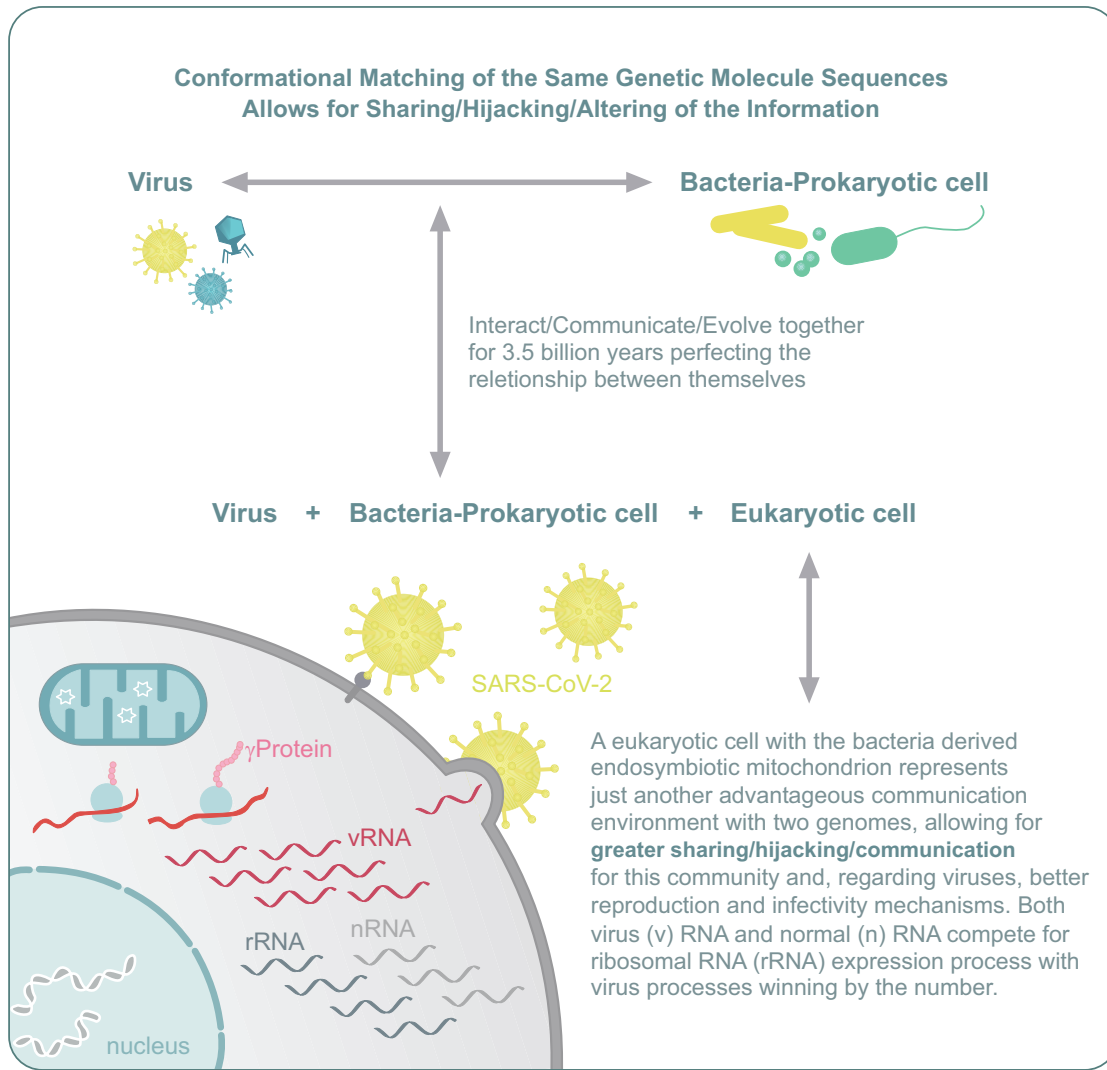 Conformational Matching of the Same Genetic Molecule Sequences
Allows for Sharing/Hijacking/Altering of the Information
Virus
Bacteria-Prokaryotic cell
Interact/Communicate/Evolve together
for 3.5 billion years perfecting the
reletionship between themselves
Virus + Bacteria-Prokaryotic cell + Eukaryotic cell
SARS-CoV-2
γProtein
vRNA
nRNA
rRNA
nucleus
A eukaryotic cell with the bacteria derived
endosymbiotic mitochondrion represents
just another advantageous communication
environment with two genomes, allowing for
greater sharing/hijacking/communication
for this community and, regarding viruses, better
reproduction and infectivity mechanisms. Both
virus (v) RNA and normal (n) RNA compete for
ribosomal RNA (rRNA) expression process with
virus processes winning by the number.